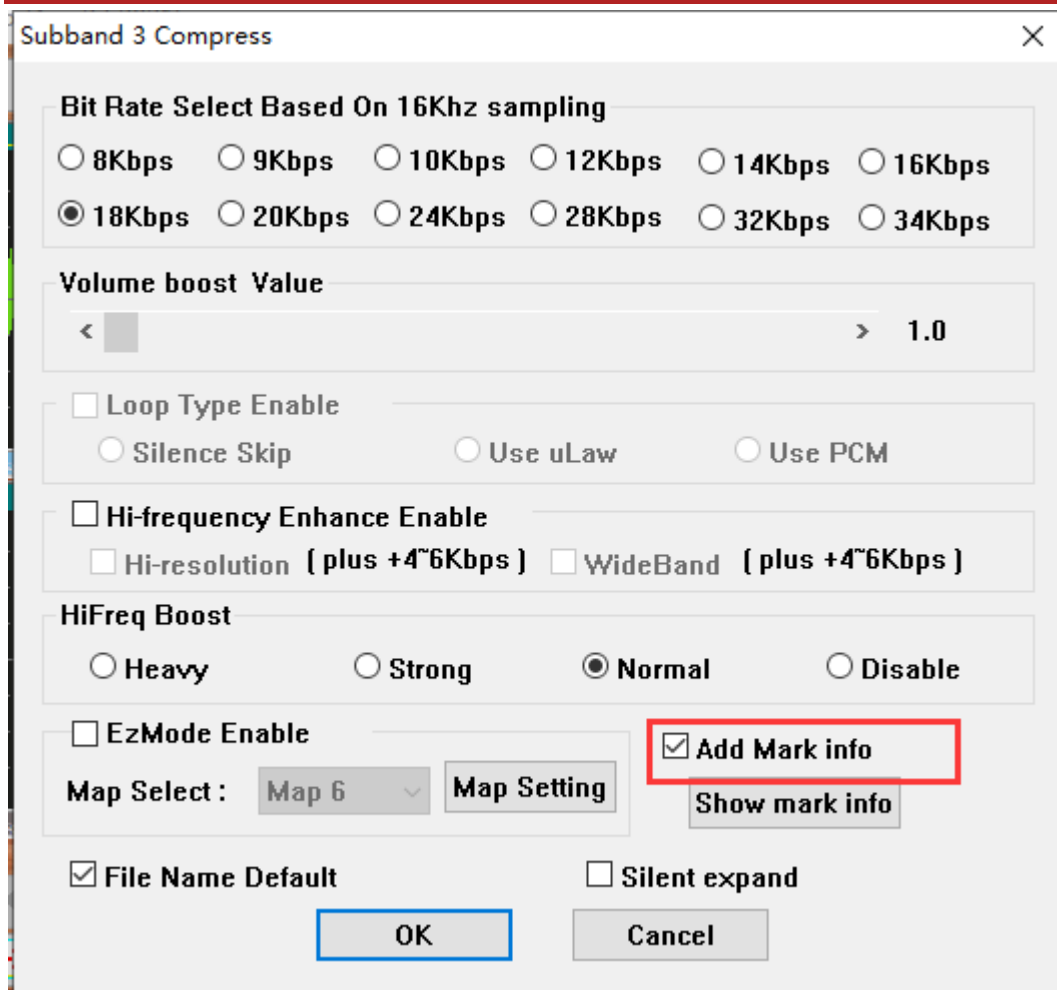 Subband 3 Compress
Bit Rate Select Based On 16Khz sampling
8Kbps 9Kbps 10Kbps 12Kbps 14Kbps 16Kbps
18Kbps 20Kbps 24Kbps 28Kbps 32Kbps 34Kbps
Volume boost Value
< > 1.0
Loop Type Enable
Silence Skip Use uLaw Use PCM
Hi-frequency Enhance Enable
Hi-resolution (plus +4~6Kbps) WideBand (plus +4~6Kbps)
HiFreq Boost
Heavy Strong Normal Disable
EzMode Enable
Add Mark info
Map Select : Map 6 Map Setting
Show mark info
File Name Default Silent expand
OK Cancel